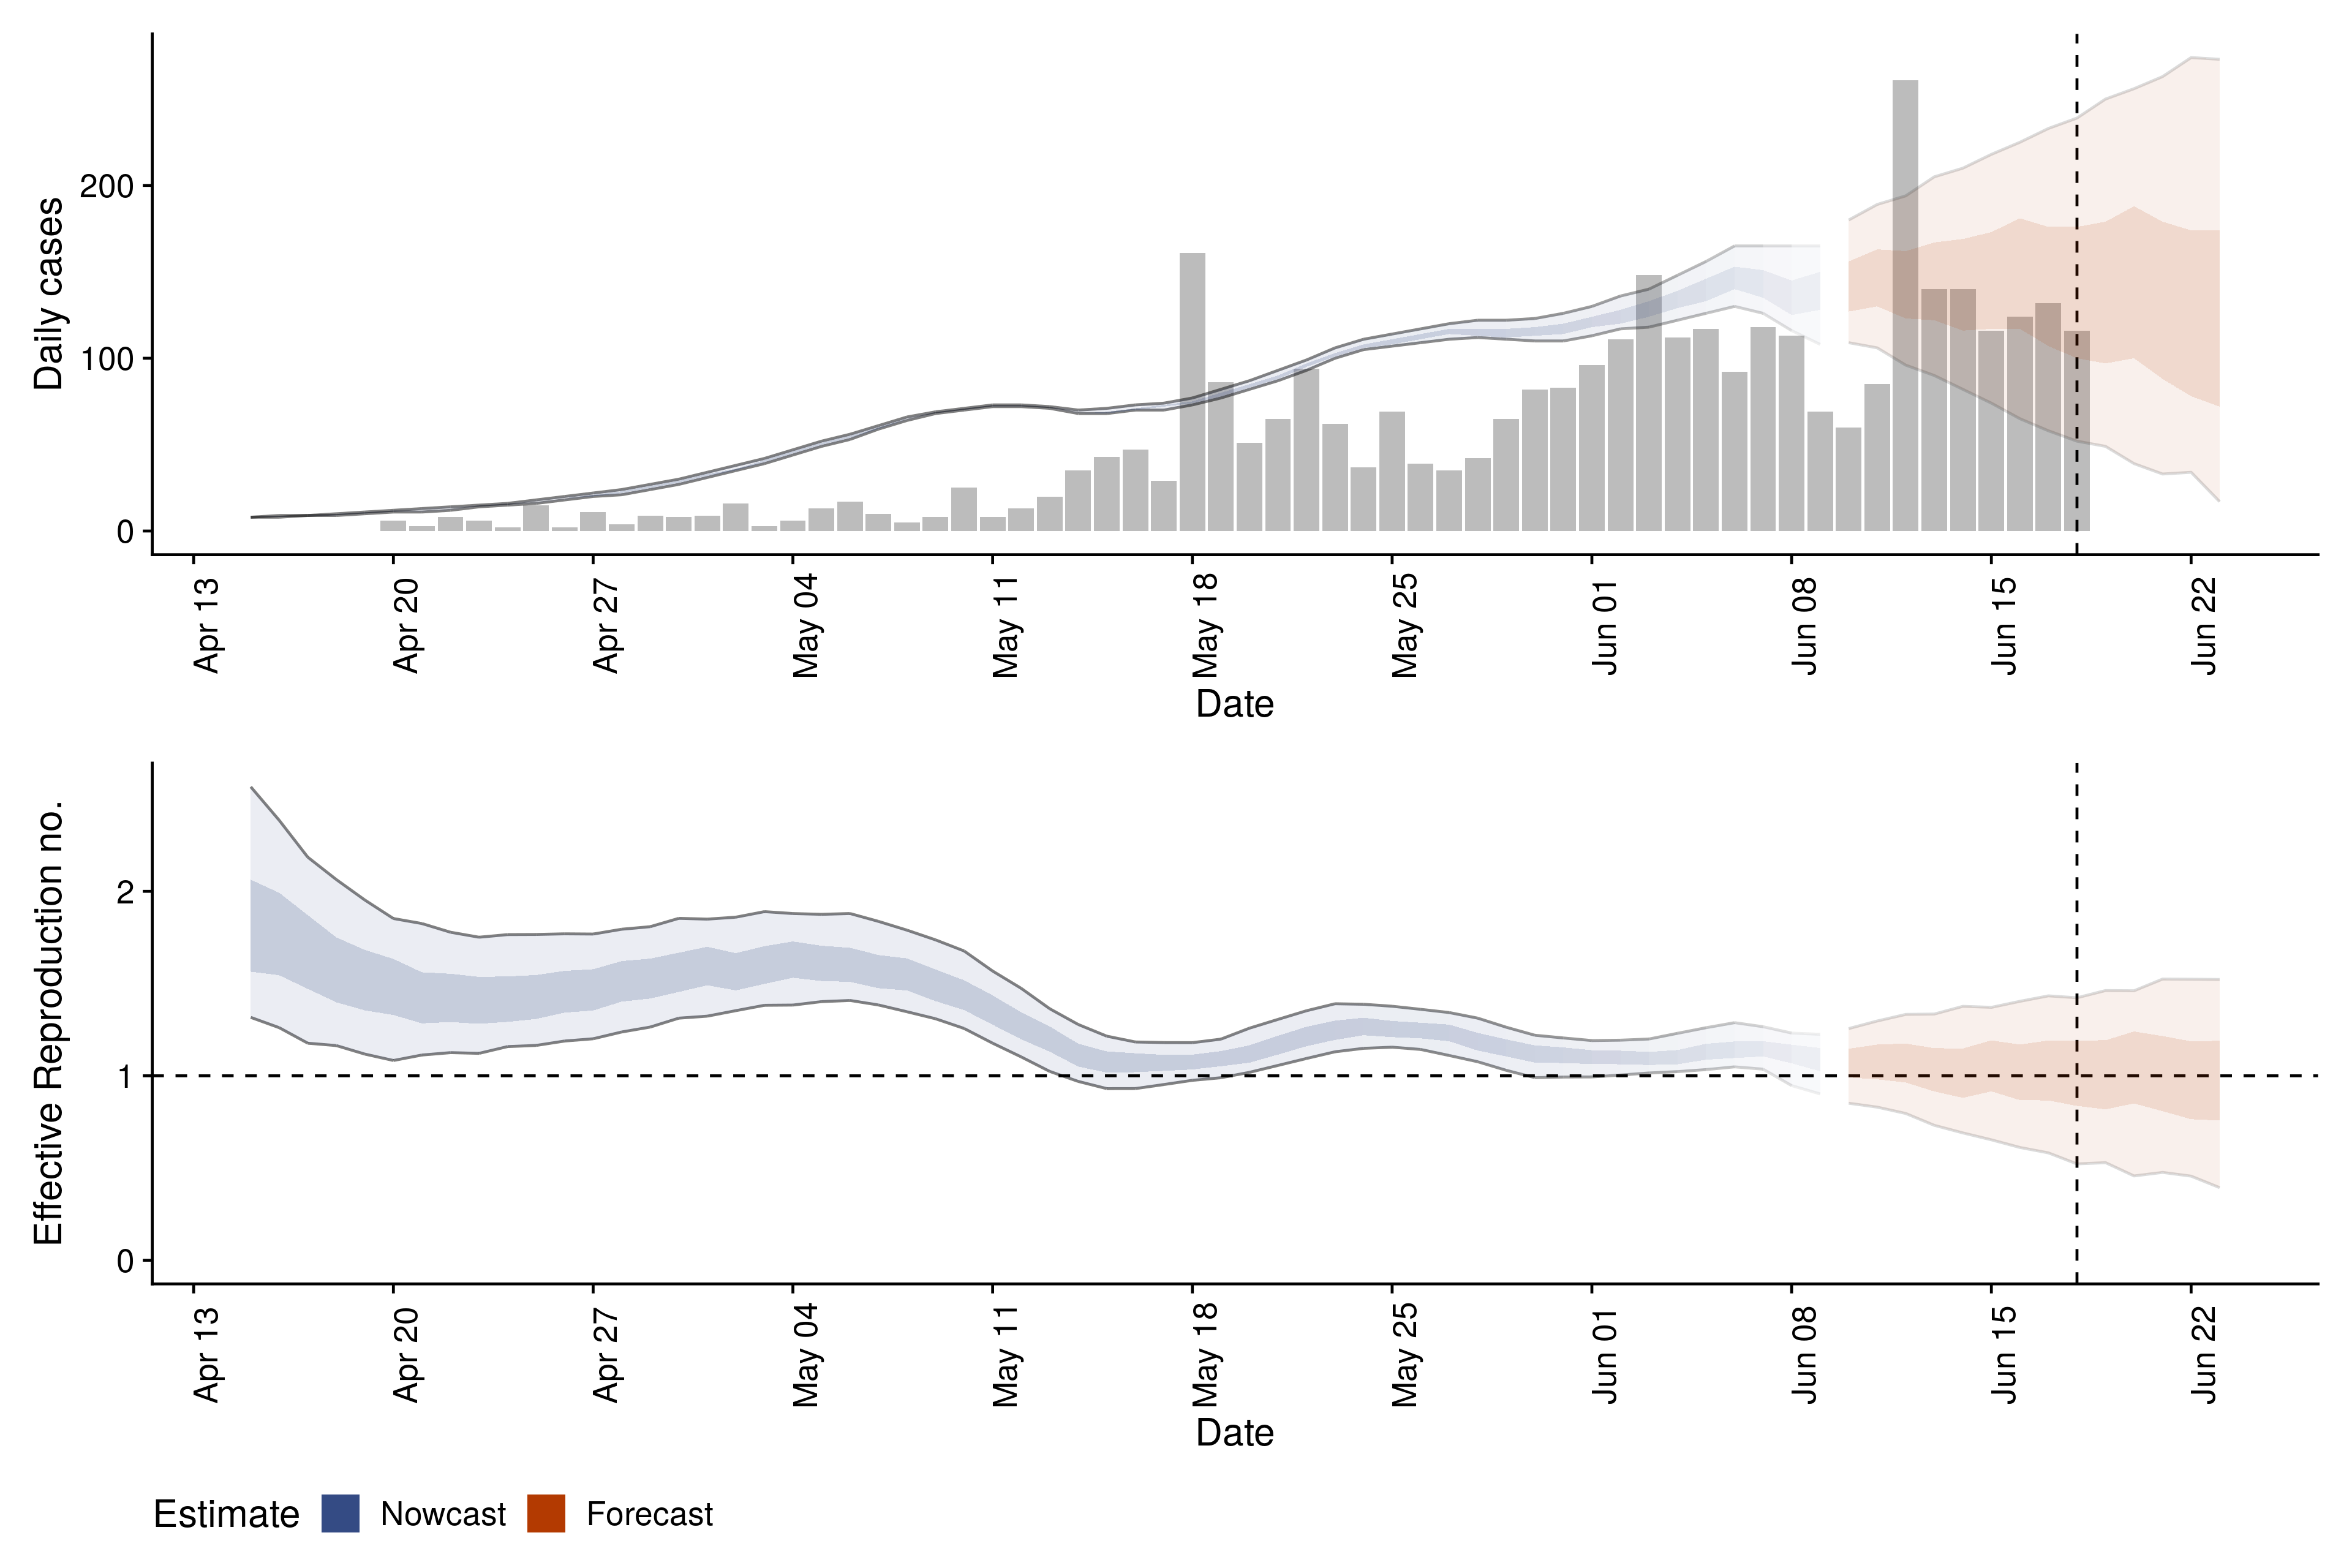 Daily cases
200
100
0
Apr 13
Apr 20
Apr 27
May 04
May 11
May 18
May 25
Jun 01
Jun 08
Jun 15
Jun 22
Date
Effective Reproduction no.
2
1
0
Apr 13
Apr 20
Apr 27
May 04
May 11
May 18
May 25
Jun 01
Jun 08
Jun 15
Jun 22
Date
Estimate Nowcast Forecast